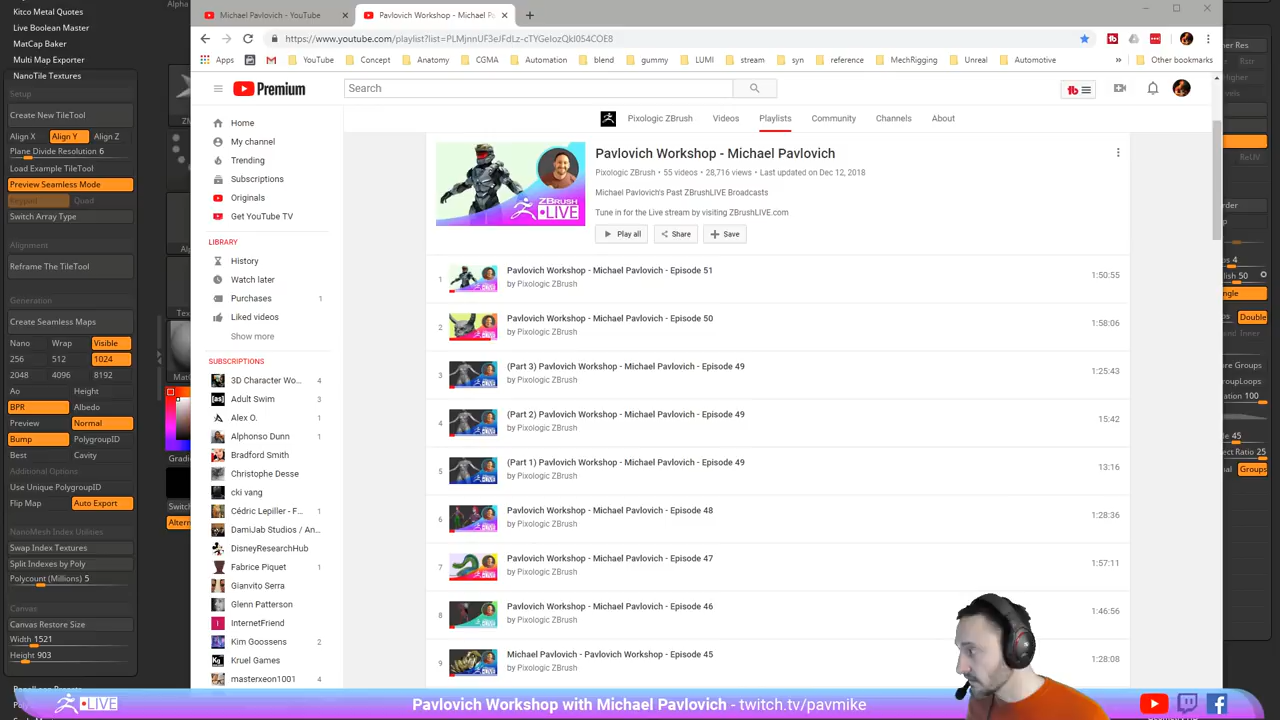 Kitco Metal Quotes
Live Boolean Master
MatCap Baker
Multi Map Exporter
NanoTile Textures
Setup
Create New TileTool
Align X Align Y Align Z
Plane Divide Resolution 6
Load Example TileTool
Preview Seamless Mode
Keypad Quad
Switch Array Type
Alignment
Reframe The TileTool
Generation
Create Seamless Maps
Nano Wrap Visible
256 512 1024
2048 4096 8192
Ao Height
BPR Albedo
Preview Normal
Bump PolygroupID
Best Cavity
Additional Options
Use Unique PolygroupID
Flip Map Auto Export
NanoMesh Index Utilities
Swap Index Textures
Split Indexes by Poly
Polycount (Millions) 5
Canvas
Canvas Restore Size
Width 1521
Height 903
Michael Pavlovich - YouTube
Pavlovich Workshop - Michael Pa
https://www.youtube.com/playlist?list=PLMjnnUF3eJFdLz-cTYGeIozQkl054COE8
Apps YouTube Concept Anatomy CGMA Automation blend gummy LUMI stream syn reference MechRigging Unreal Automotive » Other bookmarks
Premium
Search
Home
My channel
Trending
Subscriptions
Originals
Get YouTube TV
LIBRARY
History
Watch later
Purchases 1
Liked videos
Show more
SUBSCRIPTIONS
3D Character Wo... 4
Adult Swim 3
Alex O. 1
Alphonso Dunn 1
Bradford Smith
Christophe Desse
cki vang
Cédric Lepiller - F... 1
DamiJab Studios / An...
DisneyResearchHub
Fabrice Piquet 1
Gianvito Serra
Glenn Patterson
InternetFriend
Kim Goossens 2
Kruel Games
masterxeon1001 4
Pixologic ZBrush Videos Playlists Community Channels About
ZBRUSH LIVE
Pavlovich Workshop - Michael Pavlovich
Pixologic ZBrush • 55 videos • 28,716 views • Last updated on Dec 12, 2018
Michael Pavlovich's Past ZBrushLIVE Broadcasts
Tune in for the Live stream by visiting ZBrushLIVE.com
Play all Share Save
1 Pavlovich Workshop - Michael Pavlovich - Episode 51 1:50:55
by Pixologic ZBrush
2 Pavlovich Workshop - Michael Pavlovich - Episode 50 1:58:06
by Pixologic ZBrush
3 (Part 3) Pavlovich Workshop - Michael Pavlovich - Episode 49 1:25:43
by Pixologic ZBrush
4 (Part 2) Pavlovich Workshop - Michael Pavlovich - Episode 49 15:42
by Pixologic ZBrush
5 (Part 1) Pavlovich Workshop - Michael Pavlovich - Episode 49 13:16
by Pixologic ZBrush
6 Pavlovich Workshop - Michael Pavlovich - Episode 48 1:28:36
by Pixologic ZBrush
7 Pavlovich Workshop - Michael Pavlovich - Episode 47 1:57:11
by Pixologic ZBrush
8 Pavlovich Workshop - Michael Pavlovich - Episode 46 1:46:56
by Pixologic ZBrush
9 Michael Pavlovich - Pavlovich Workshop - Episode 45 1:28:08
by Pixologic ZBrush
Double
Groups
ZBRUSH LIVE
Pavlovich Workshop with Michael Pavlovich - twitch.tv/pavmike